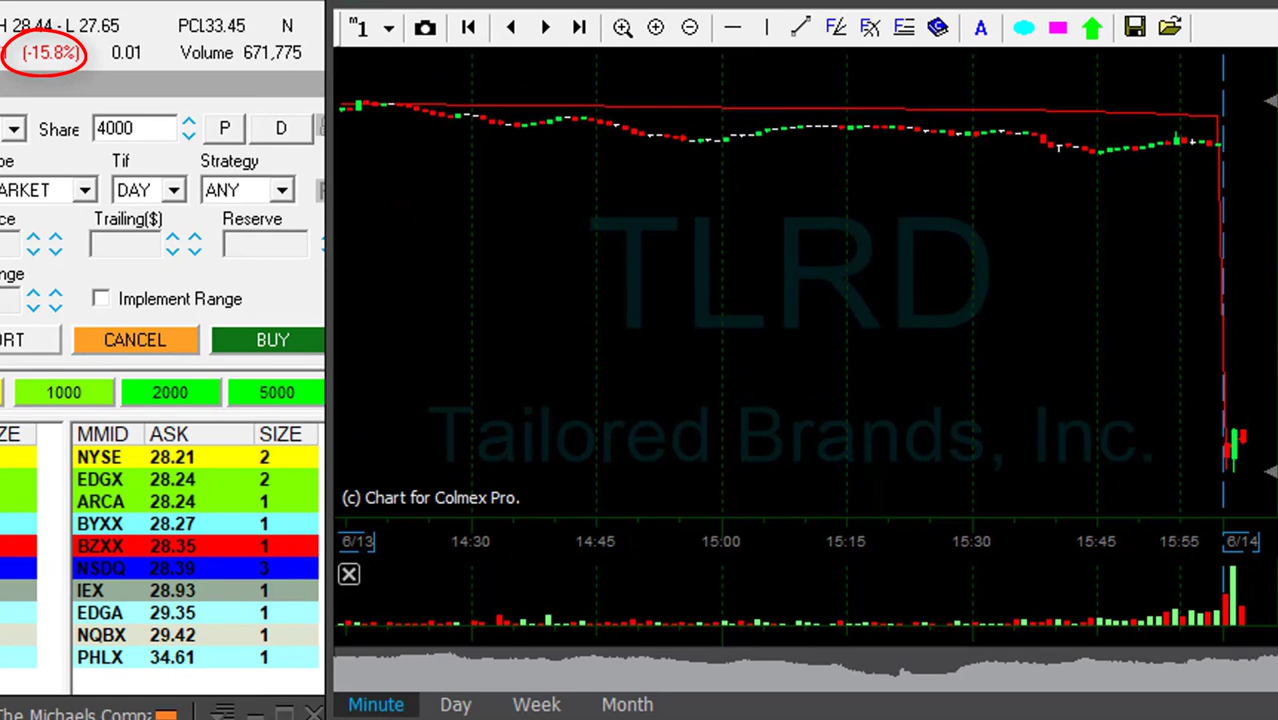 H 28.44 - L 27.65 PCL33.45 N
(-15.8%) 0.01 Volume 671,775
Share 4000 P D
Tif Strategy
ARKET DAY ANY
Trailing($) Reserve
Implement Range
CANCEL BUY
1000 2000 5000
MMID ASK SIZE
NYSE 28.21 2
EDGX 28.24 2
ARCA 28.24 1
BYXX 28.27 1
BZXX 28.35 1
NSDQ 28.39 3
IEX 28.93 1
EDGA 29.35 1
NQBX 29.42 1
PHLX 34.61 1
The Michaels Compa
m1
A
TLRD
Tailored Brands, Inc.
(c) Chart for Colmex Pro.
6/13 14:30 14:45 15:00 15:15 15:30 15:45 15:55 6/14
Minute Day Week Month